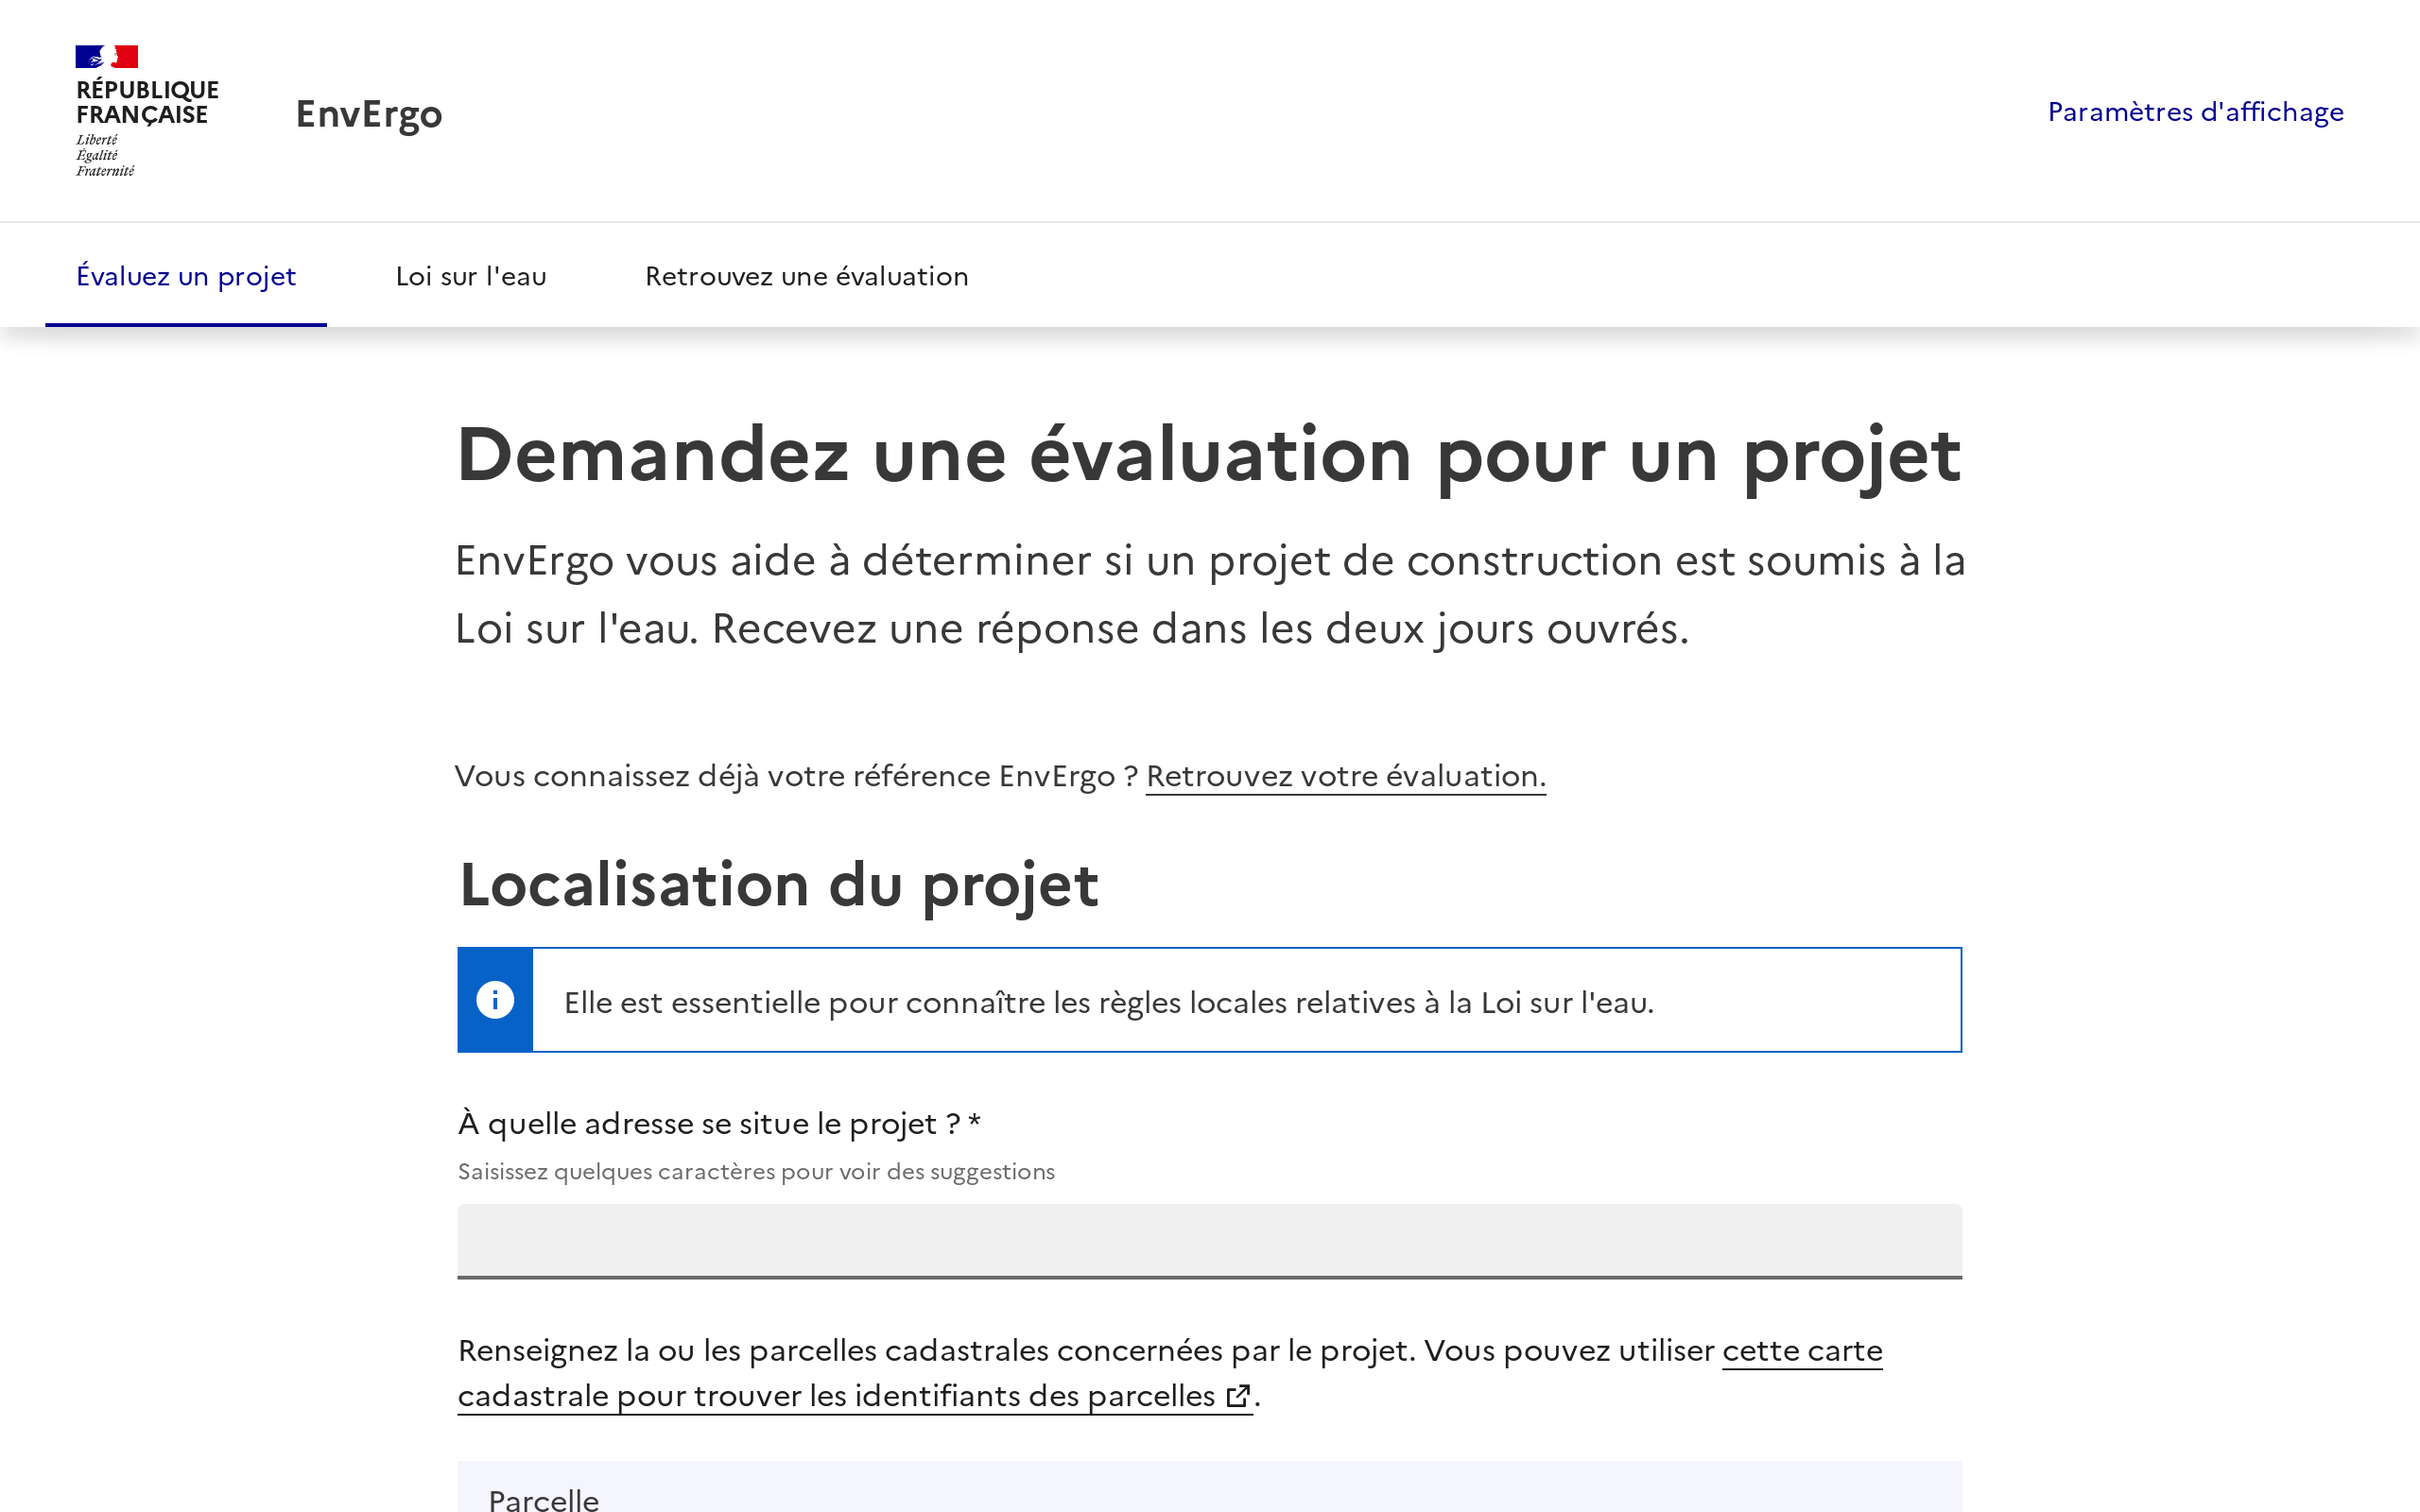 RÉPUBLIQUE
FRANÇAISE
Liberté
Égalité
Fraternité
EnvErgo
Paramètres d'affichage
Évaluez un projet
Loi sur l'eau
Retrouvez une évaluation
Demandez une évaluation pour un projet
EnvErgo vous aide à déterminer si un projet de construction est soumis à la
Loi sur l'eau. Recevez une réponse dans les deux jours ouvrés.
Vous connaissez déjà votre référence EnvErgo ? Retrouvez votre évaluation.
Localisation du projet
Elle est essentielle pour connaître les règles locales relatives à la Loi sur l'eau.
À quelle adresse se situe le projet ? *
Saisissez quelques caractères pour voir des suggestions
Renseignez la ou les parcelles cadastrales concernées par le projet. Vous pouvez utiliser cette carte
cadastrale pour trouver les identifiants des parcelles .
Parcelle